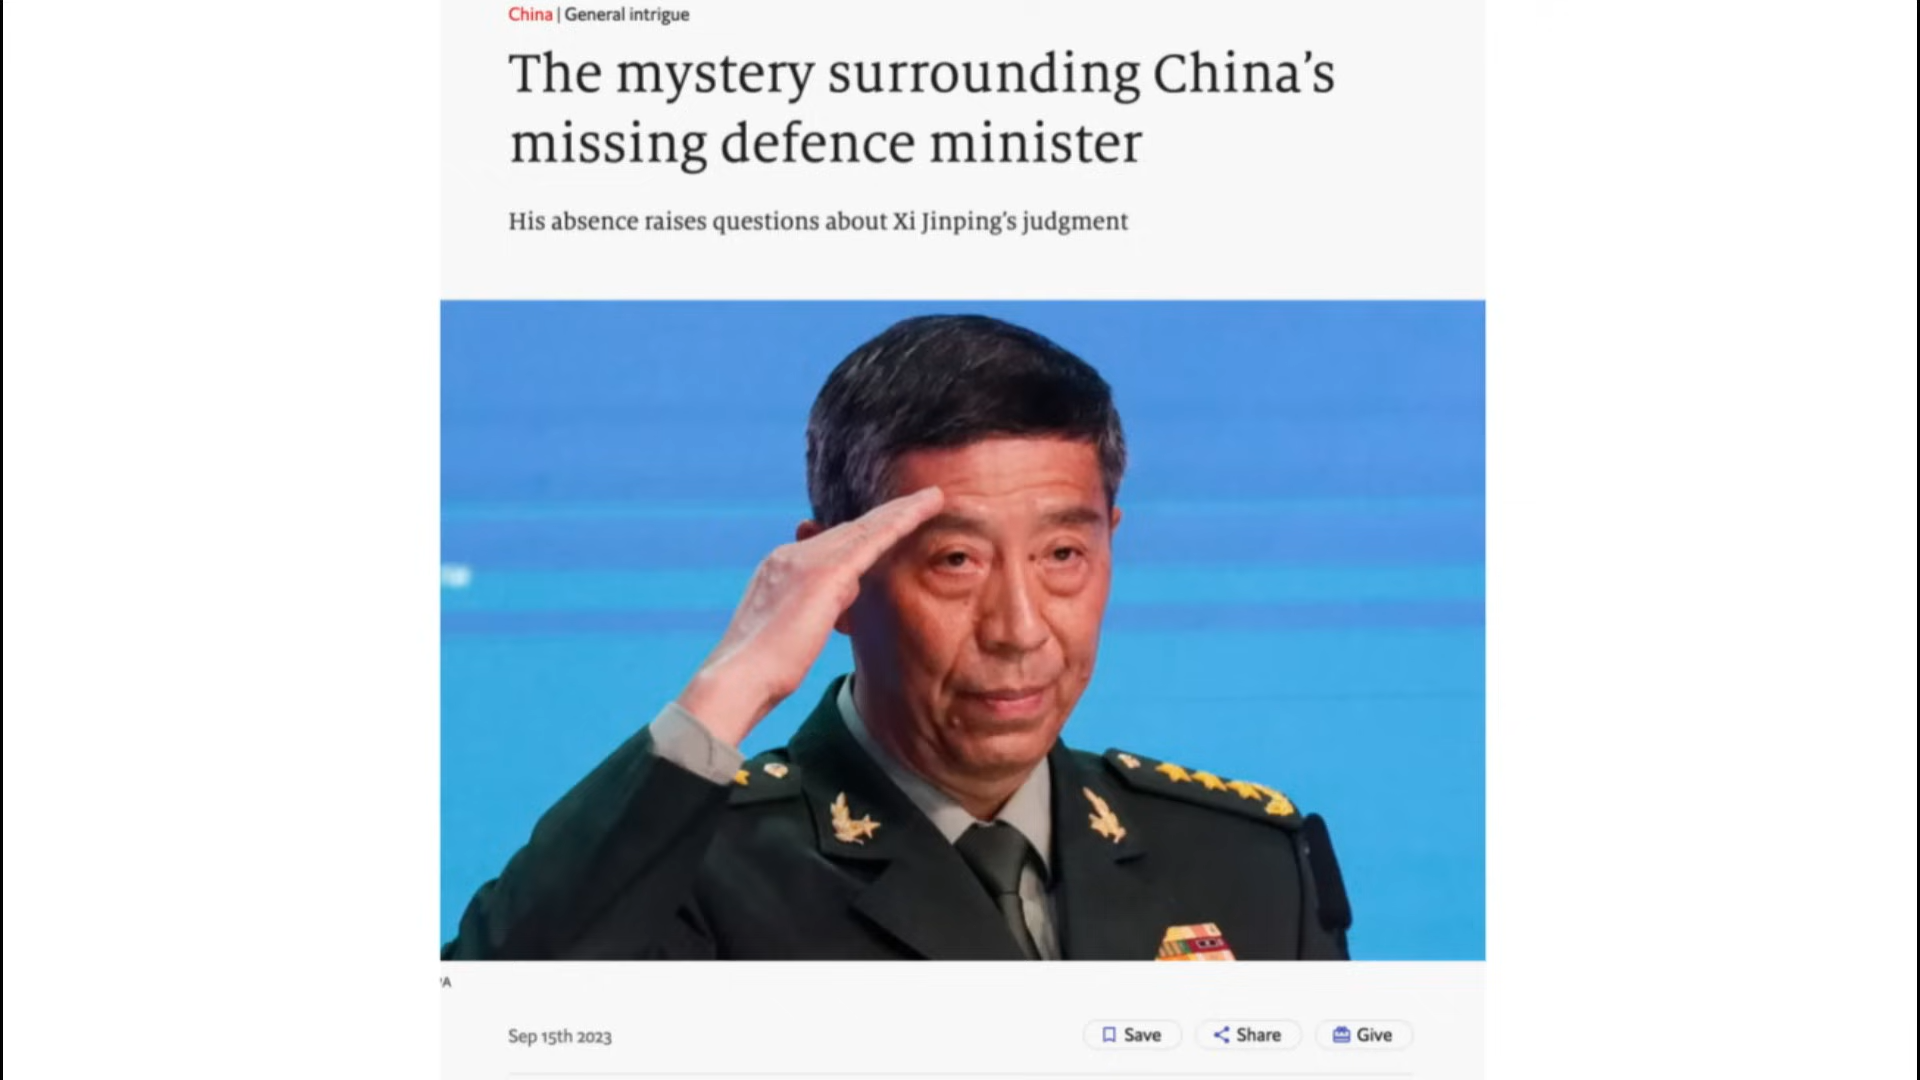 China | General intrigue
The mystery surrounding China's
missing defence minister
His absence raises questions about Xi Jinping's judgment
Sep 15th 2023
Save
Share
Give